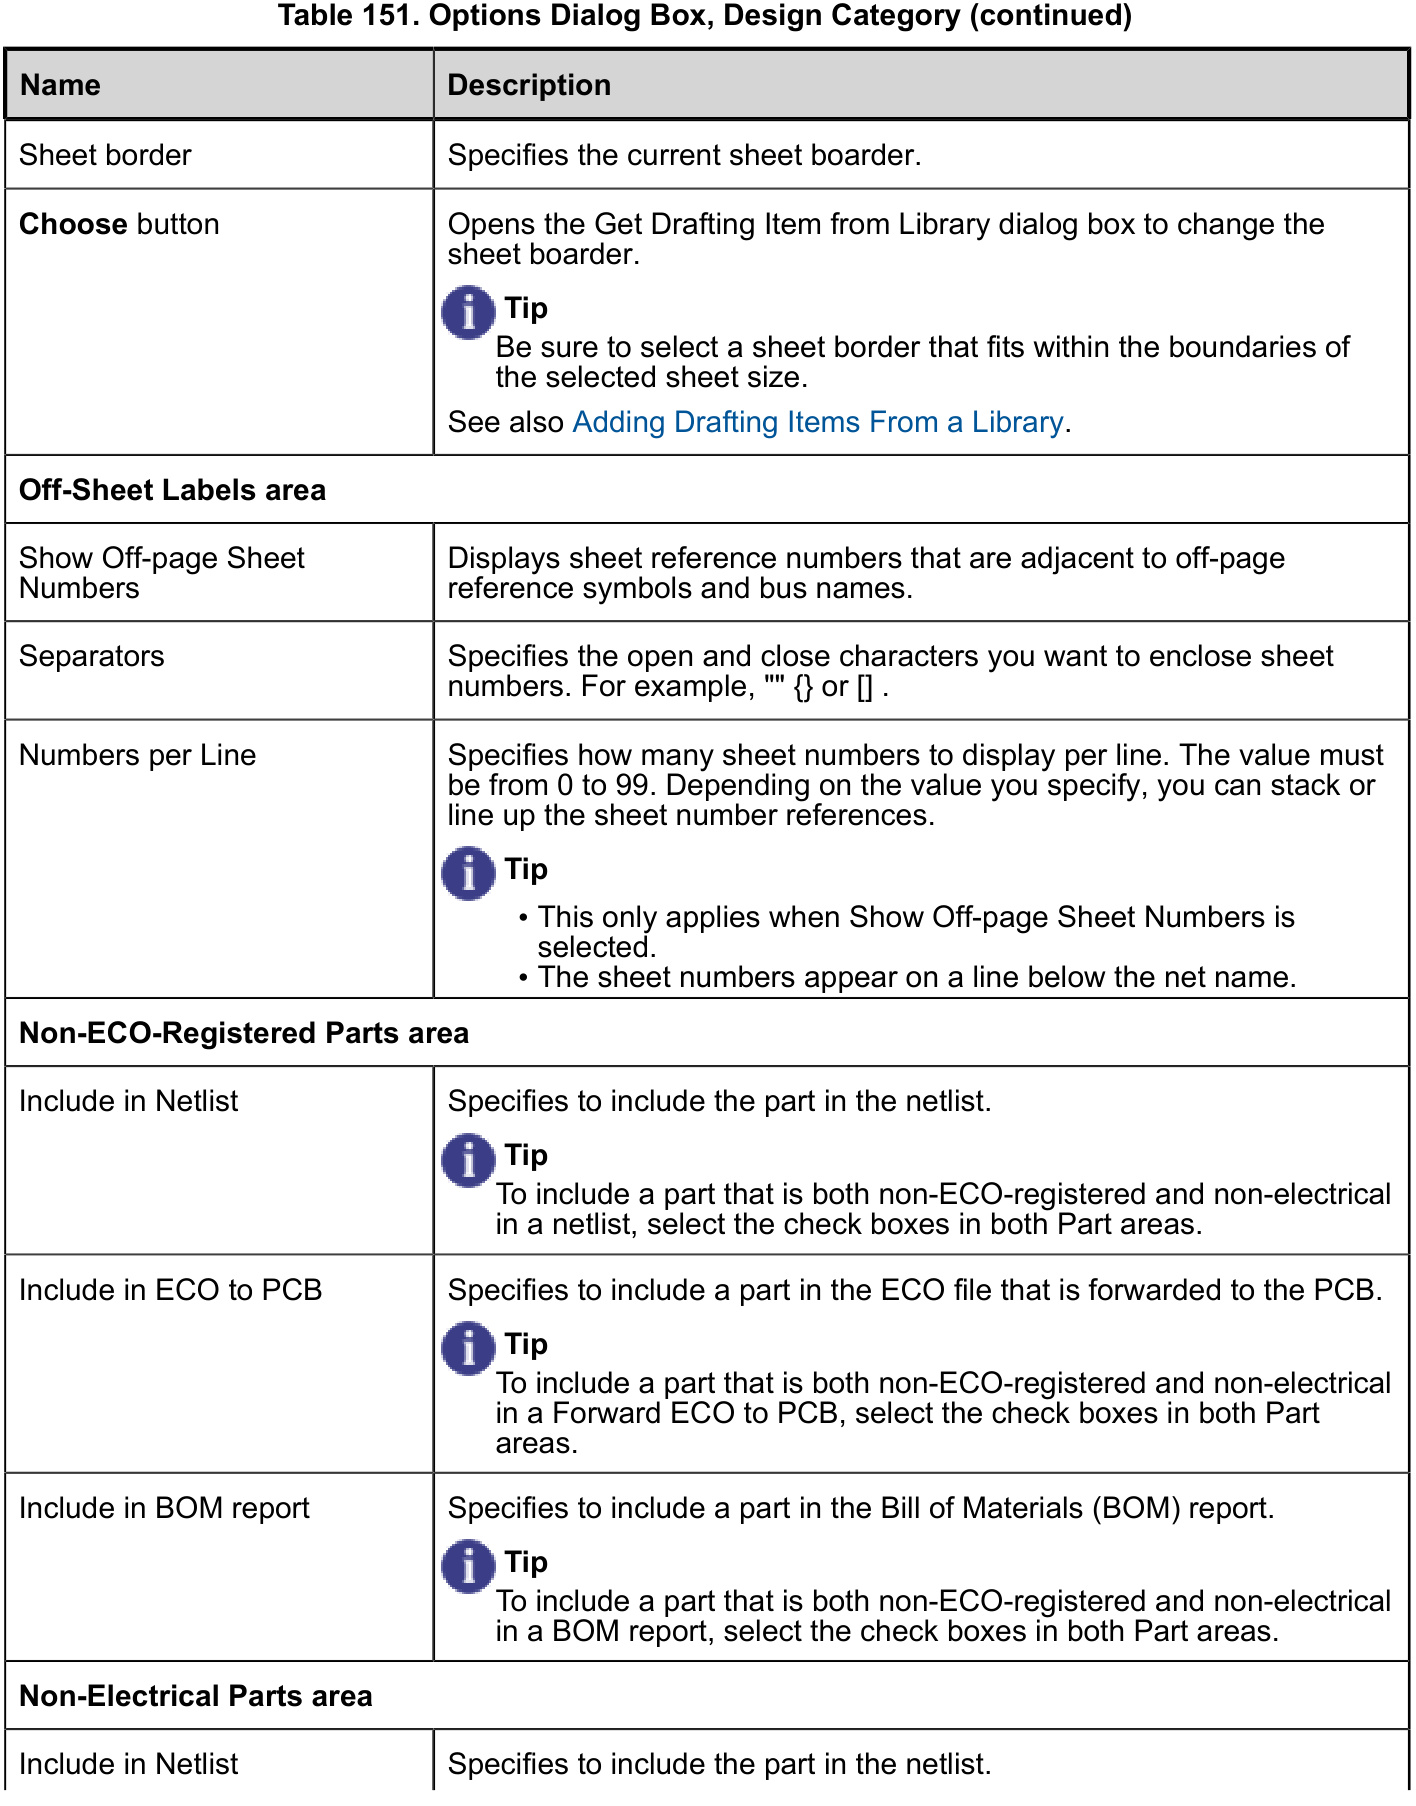 Table 151. Options Dialog Box, Design Category (continued)
Name
Description
Sheet border
Specifies the current sheet boarder.
Choose button
Opens the Get Drafting Item from Library dialog box to change the
sheet boarder.
Tip
Be sure to select a sheet border that fits within the boundaries of
the selected sheet size.
See also Adding Drafting Items From a Library.
Off-Sheet Labels area
Show Off-page Sheet
Numbers
Displays sheet reference numbers that are adjacent to off-page
reference symbols and bus names.
Separators
Specifies the open and close characters you want to enclose sheet
numbers. For example, "" {} or [] .
Numbers per Line
Specifies how many sheet numbers to display per line. The value must
be from 0 to 99. Depending on the value you specify, you can stack or
line up the sheet number references.
Tip
• This only applies when Show Off-page Sheet Numbers is
selected.
• The sheet numbers appear on a line below the net name.
Non-ECO-Registered Parts area
Include in Netlist
Specifies to include the part in the netlist.
Tip
To include a part that is both non-ECO-registered and non-electrical
in a netlist, select the check boxes in both Part areas.
Include in ECO to PCB
Specifies to include a part in the ECO file that is forwarded to the PCB.
Tip
To include a part that is both non-ECO-registered and non-electrical
in a Forward ECO to PCB, select the check boxes in both Part
areas.
Include in BOM report
Specifies to include a part in the Bill of Materials (BOM) report.
Tip
To include a part that is both non-ECO-registered and non-electrical
in a BOM report, select the check boxes in both Part areas.
Non-Electrical Parts area
Include in Netlist
Specifies to include the part in the netlist.